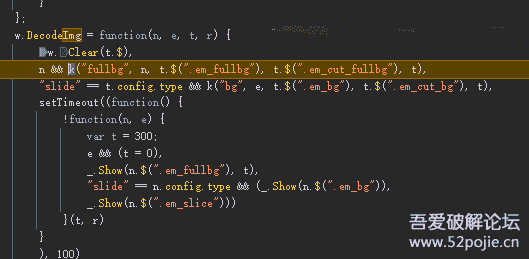 }
};
w.DecodeImg = function(n, e, t, r) {
w.Clear(t.$),
n && k("fullbg", n, t.$(".em_fullbg"), t.$(".em_cut_fullbg"), t),
"slide" == t.config.type && k("bg", e, t.$(".em_bg"), t.$(".em_cut_bg"), t),
setTimeout((function() {
!function(n, e) {
var t = 300;
e && (t = 0),
_.Show(n.$(".em_fullbg"), t),
"slide" == n.config.type && (_.Show(n.$(".em_bg")),
_.Show(n.$(".em_slice")))
}(t, r)
}
), 100)
吾爱破解论坛
www.52pojie.cn